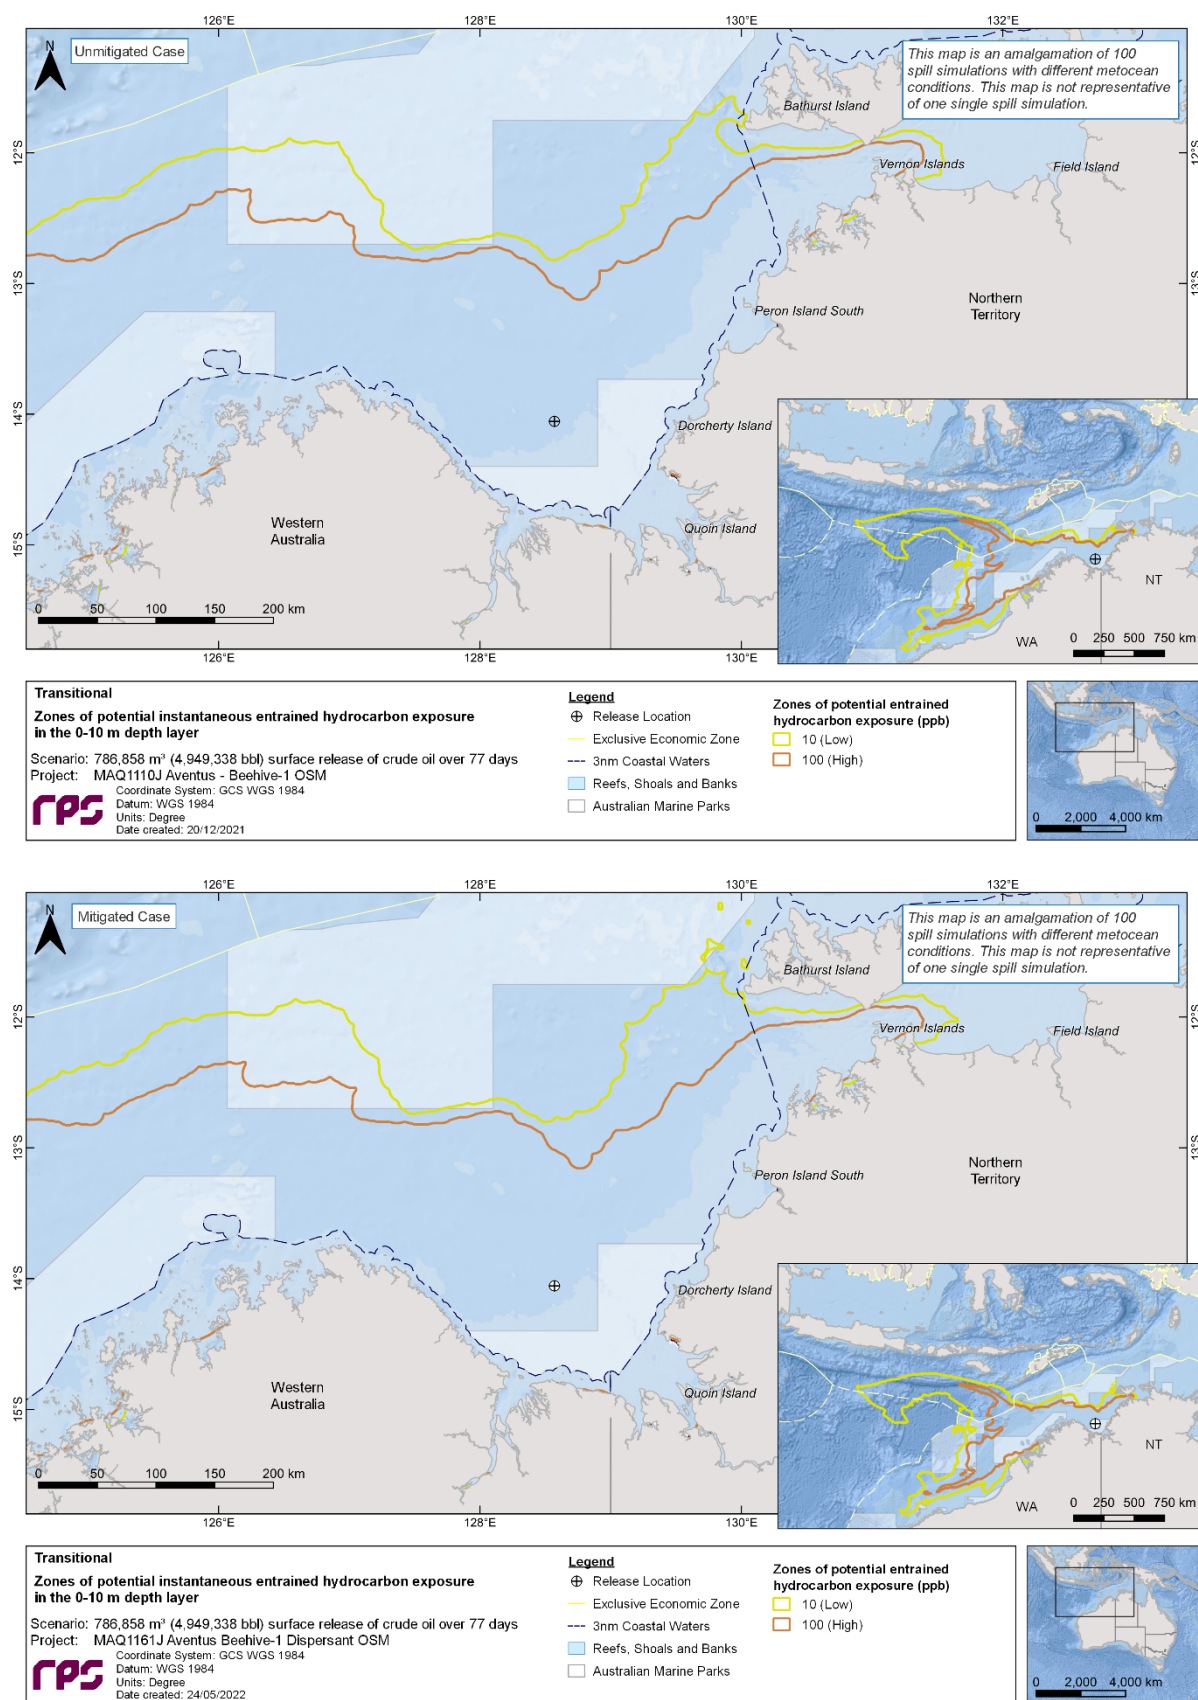 126°E 128°E 130°E 132°E
N
Unmitigated Case
This map is an amalgamation of 100
spill simulations with different metocean
conditions. This map is not representative
of one single spill simulation.
Bathurst Island
12°S 12°S
Vernon Islands
Field Island
13°S 13°S
Peron Island South
Northern
Territory
14°S
Dorcherty Island
Western
Australia
Quoin Island
15°S
0 50 100 150 200 km
NT
WA
0 250 500 750 km
126°E 128°E 130°E
Transitional
Zones of potential instantaneous entrained hydrocarbon exposure
in the 0-10 m depth layer
Scenario: 786,858 m³ (4,949,338 bbl) surface release of crude oil over 77 days
Project: MAQ1110J Aventus - Beehive-1 OSM
rps
Coordinate System: GCS WGS 1984
Datum: WGS 1984
Units: Degree
Date created: 20/12/2021
Legend
Release Location
Exclusive Economic Zone
3nm Coastal Waters
Reefs, Shoals and Banks
Australian Marine Parks
Zones of potential entrained
hydrocarbon exposure (ppb)
10 (Low)
100 (High)
0 2,000 4,000 km
126°E 128°E 130°E 132°E
N
Mitigated Case
This map is an amalgamation of 100
spill simulations with different metocean
conditions. This map is not representative
of one single spill simulation.
Bathurst Island
12°S 12°S
Vernon Islands
Field Island
13°S 13°S
Peron Island South
Northern
Territory
14°S
Dorcherty Island
Western
Australia
Quoin Island
15°S
0 50 100 150 200 km
NT
WA
0 250 500 750 km
126°E 128°E 130°E
Transitional
Zones of potential instantaneous entrained hydrocarbon exposure
in the 0-10 m depth layer
Scenario: 786,858 m³ (4,949,338 bbl) surface release of crude oil over 77 days
Project: MAQ1161J Aventus Beehive-1 Dispersant OSM
rps
Coordinate System: GCS WGS 1984
Datum: WGS 1984
Units: Degree
Date created: 24/05/2022
Legend
Release Location
Exclusive Economic Zone
3nm Coastal Waters
Reefs, Shoals and Banks
Australian Marine Parks
Zones of potential entrained
hydrocarbon exposure (ppb)
10 (Low)
100 (High)
0 2,000 4,000 km